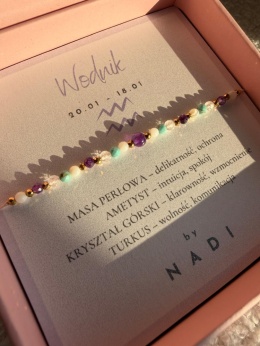 Wodnik
20.01 - 18.01
MASA PERŁOWA – delikatność, ochrona
AMETYST – intuicja, spokój
KRYSZTAŁ GÓRSKI – klarowność, wzmocnienie
TURKUS – wolność, komunikacja
by
NADI